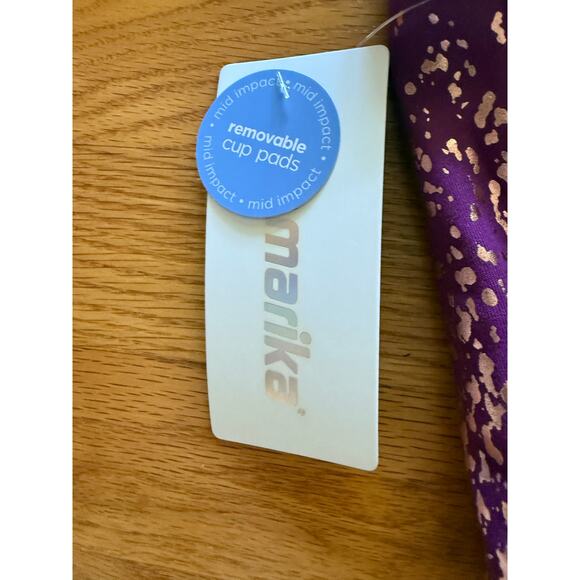 • mid impact • mid impact • mid impact • mid impact
removable
cup pads
marika®